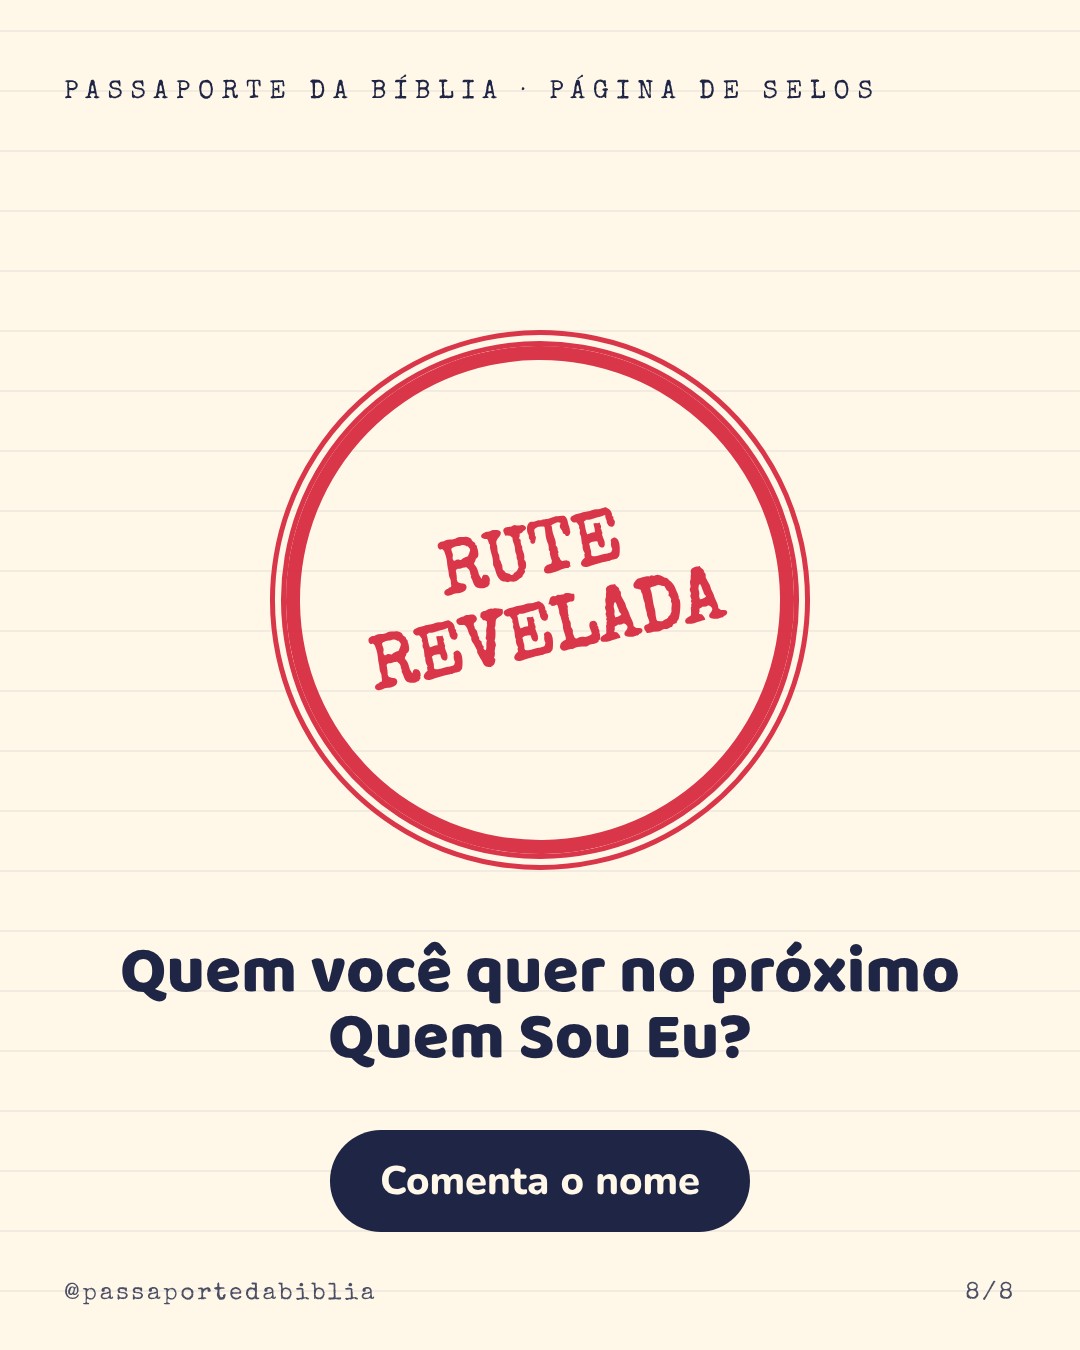 PASSAPORTE DA BÍBLIA · PÁGINA DE SELOS
RUTE
REVELADA
Quem você quer no próximo
Quem Sou Eu?
Comenta o nome
@passaportedabiblia
8/8